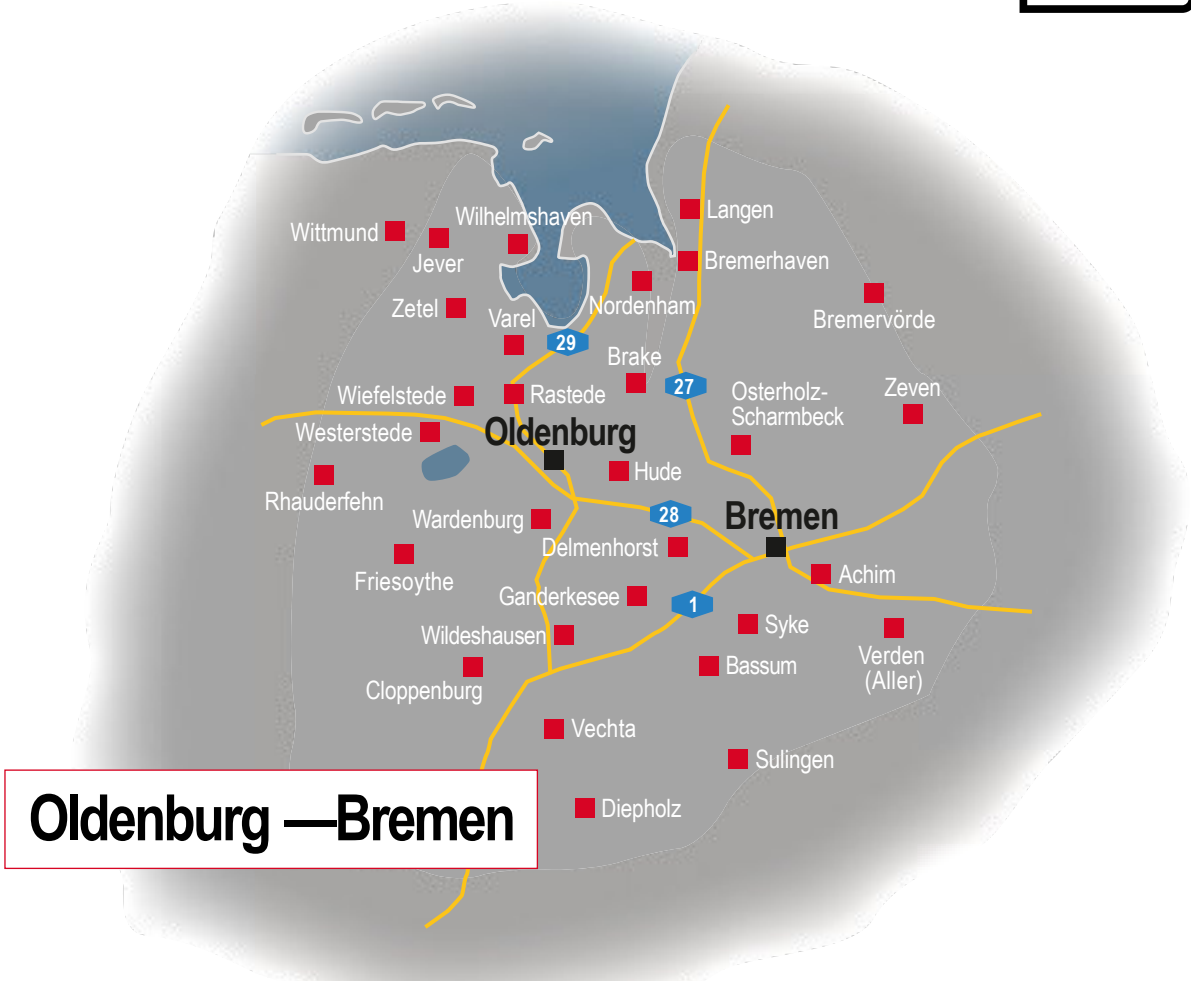 Langen
Wilhelmshaven
Wittmund
Jever
Bremerhaven
Zetel
Nordenham
Varel
Bremervörde
29
Brake
27
Wiefelstede
Rastede
Osterholz-
Scharmbeck
Zeven
Westerstede
Oldenburg
Hude
Rhauderfehn
Wardenburg
28
Bremen
Delmenhorst
Friesoythe
Achim
Ganderkesee
1
Wildeshausen
Syke
Verden
(Aller)
Bassum
Cloppenburg
Vechta
Sulingen
Diepholz
Oldenburg —Bremen